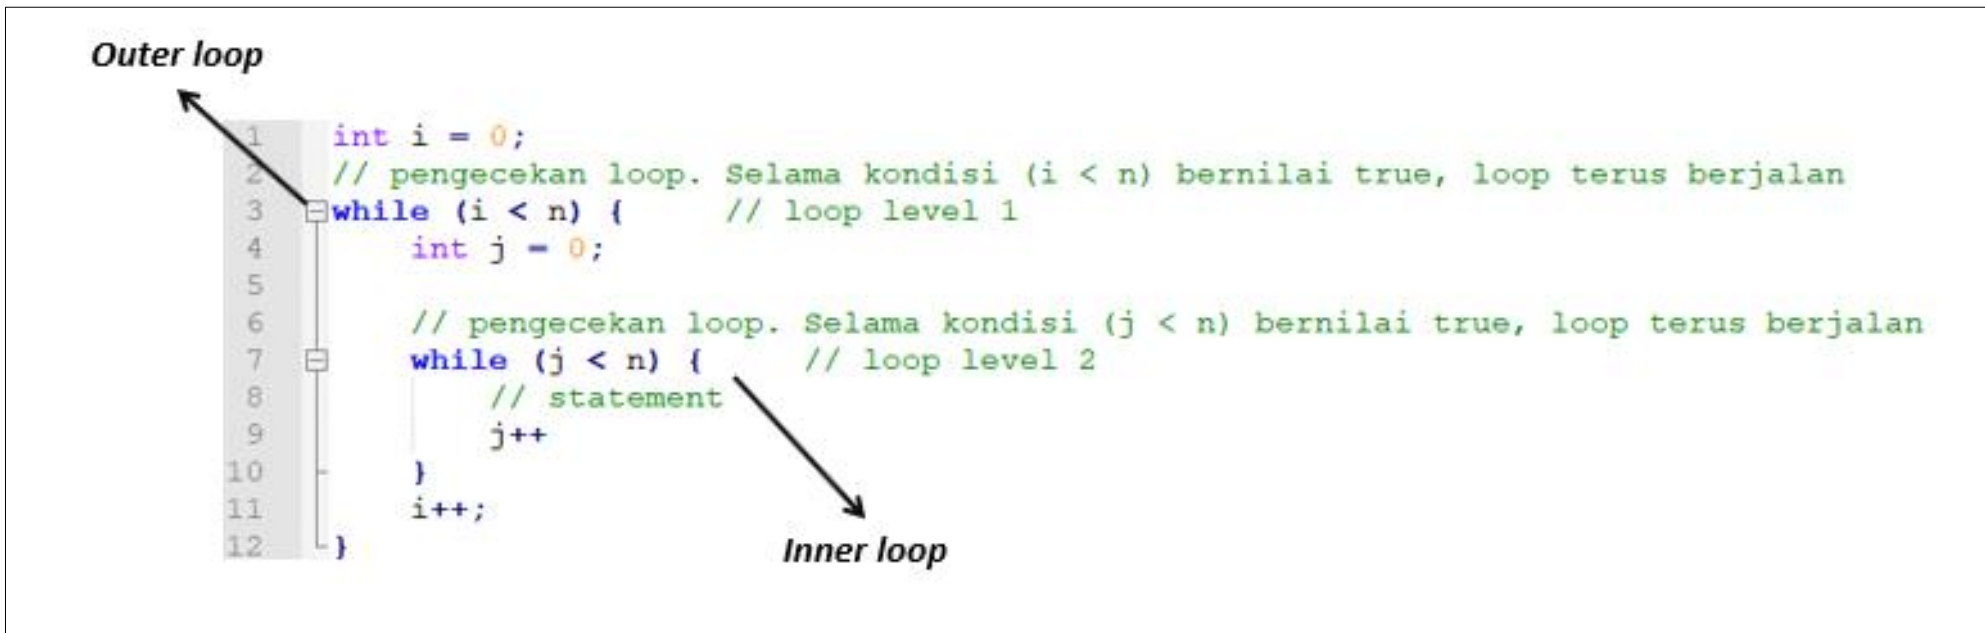 Outer loop
1 int i = 0;
2 // pengecekan loop. Selama kondisi (i < n) bernilai true, loop terus berjalan
3 while (i < n) { // loop level 1
4 int j = 0;
5
6 // pengecekan loop. Selama kondisi (j < n) bernilai true, loop terus berjalan
7 while (j < n) { // loop level 2
8 // statement
9 j++
10 }
11 i++;
12 }
Inner loop